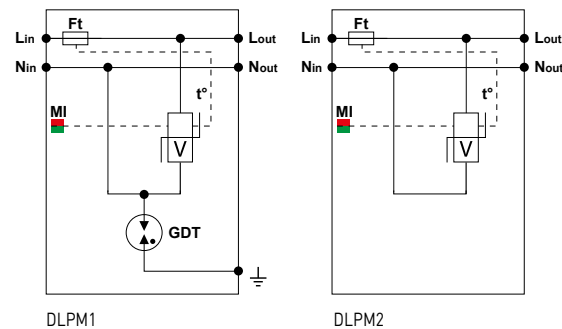 Ft
Lin
Lout
Nin
Nout
t°
MI
V
GDT
DLPM1
Ft
Lin
Lout
Nin
Nout
t°
MI
V
DLPM2